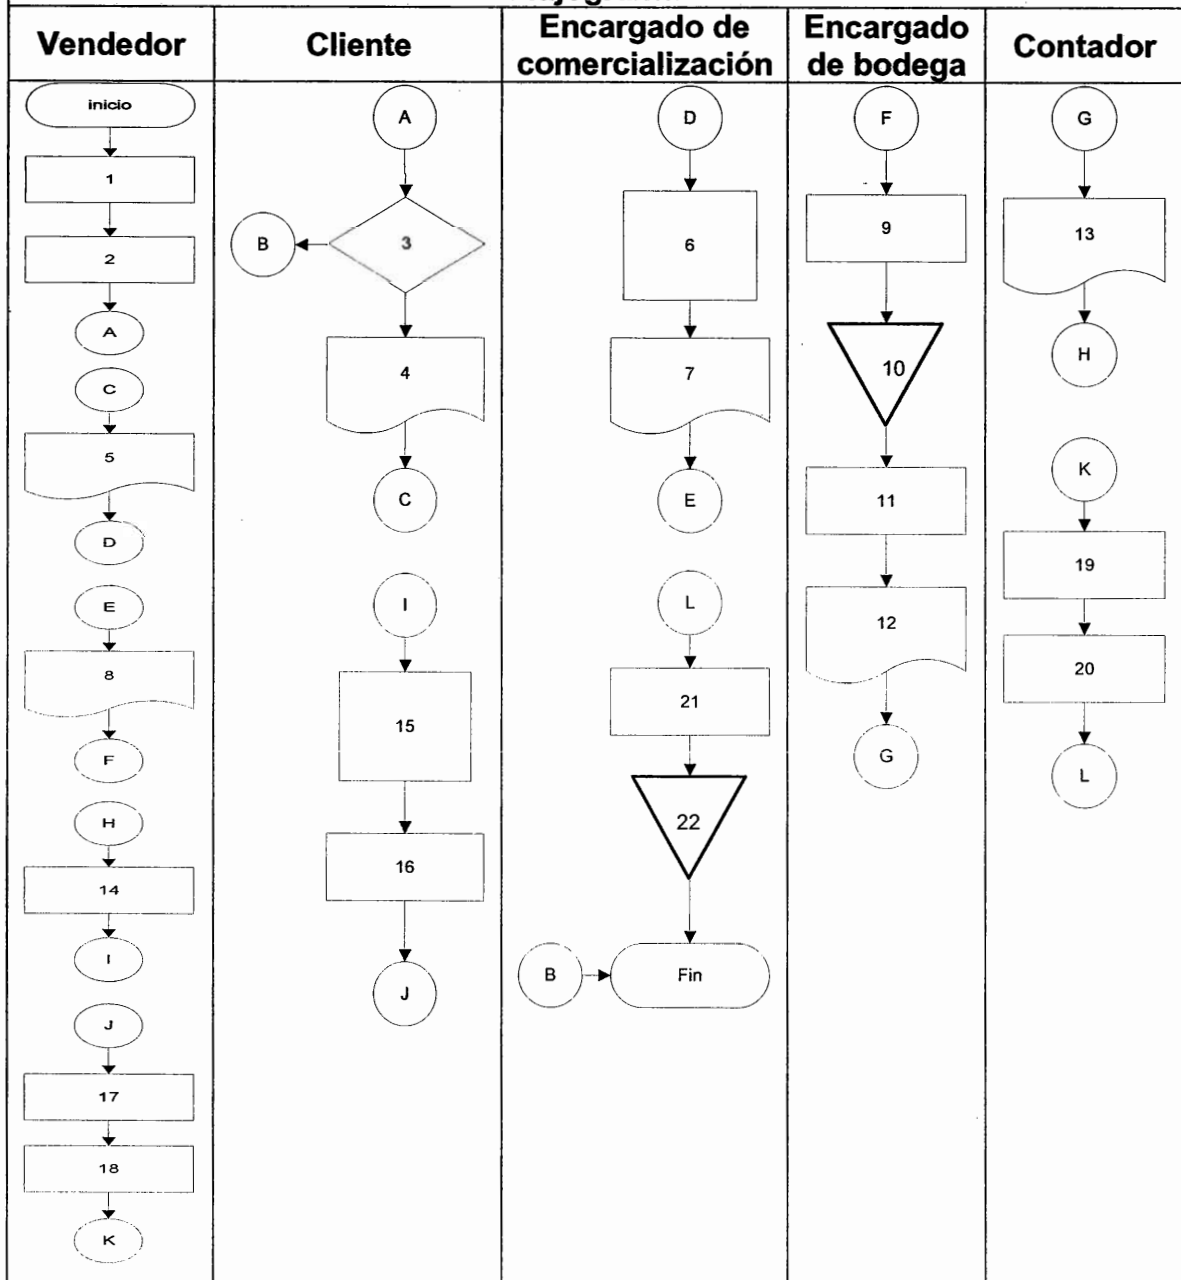 Vendedor
Cliente
Encargado de comercialización
Encargado de bodega
Contador
inicio
1
2
A
C
5
D
E
8
F
H
14
I
J
17
18
K
A
3
B
4
C
I
15
16
J
D
6
7
E
L
21
22
B
Fin
F
9
10
11
12
G
G
13
H
K
19
20
L